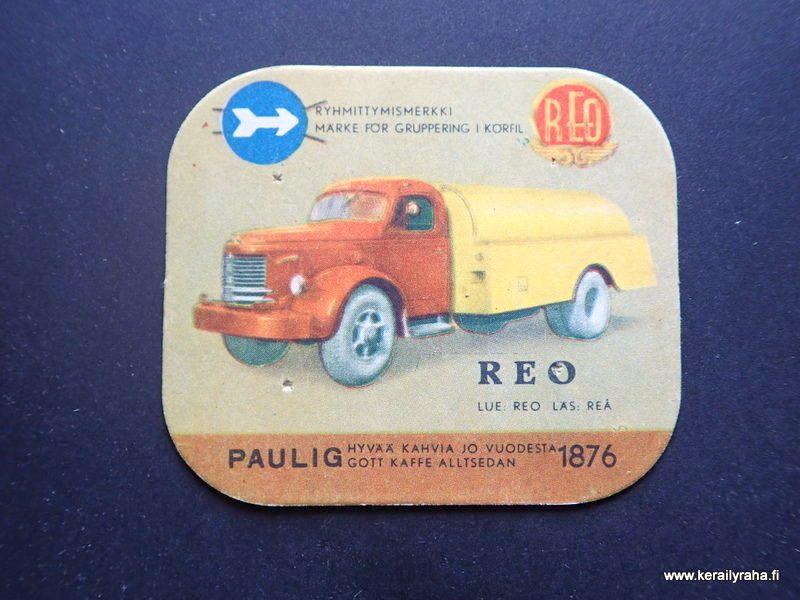 RYHMITTYMISMERKKI
MÄRKE FÖR GRUPPERING I KÖRFIL
REO
REO
LUE: REO LÄS: REÅ
PAULIG HYVÄÄ KAHVIA JO VUODESTA 1876
GOTT KAFFE ALLTSEDAN
www.kerailyraha.fi